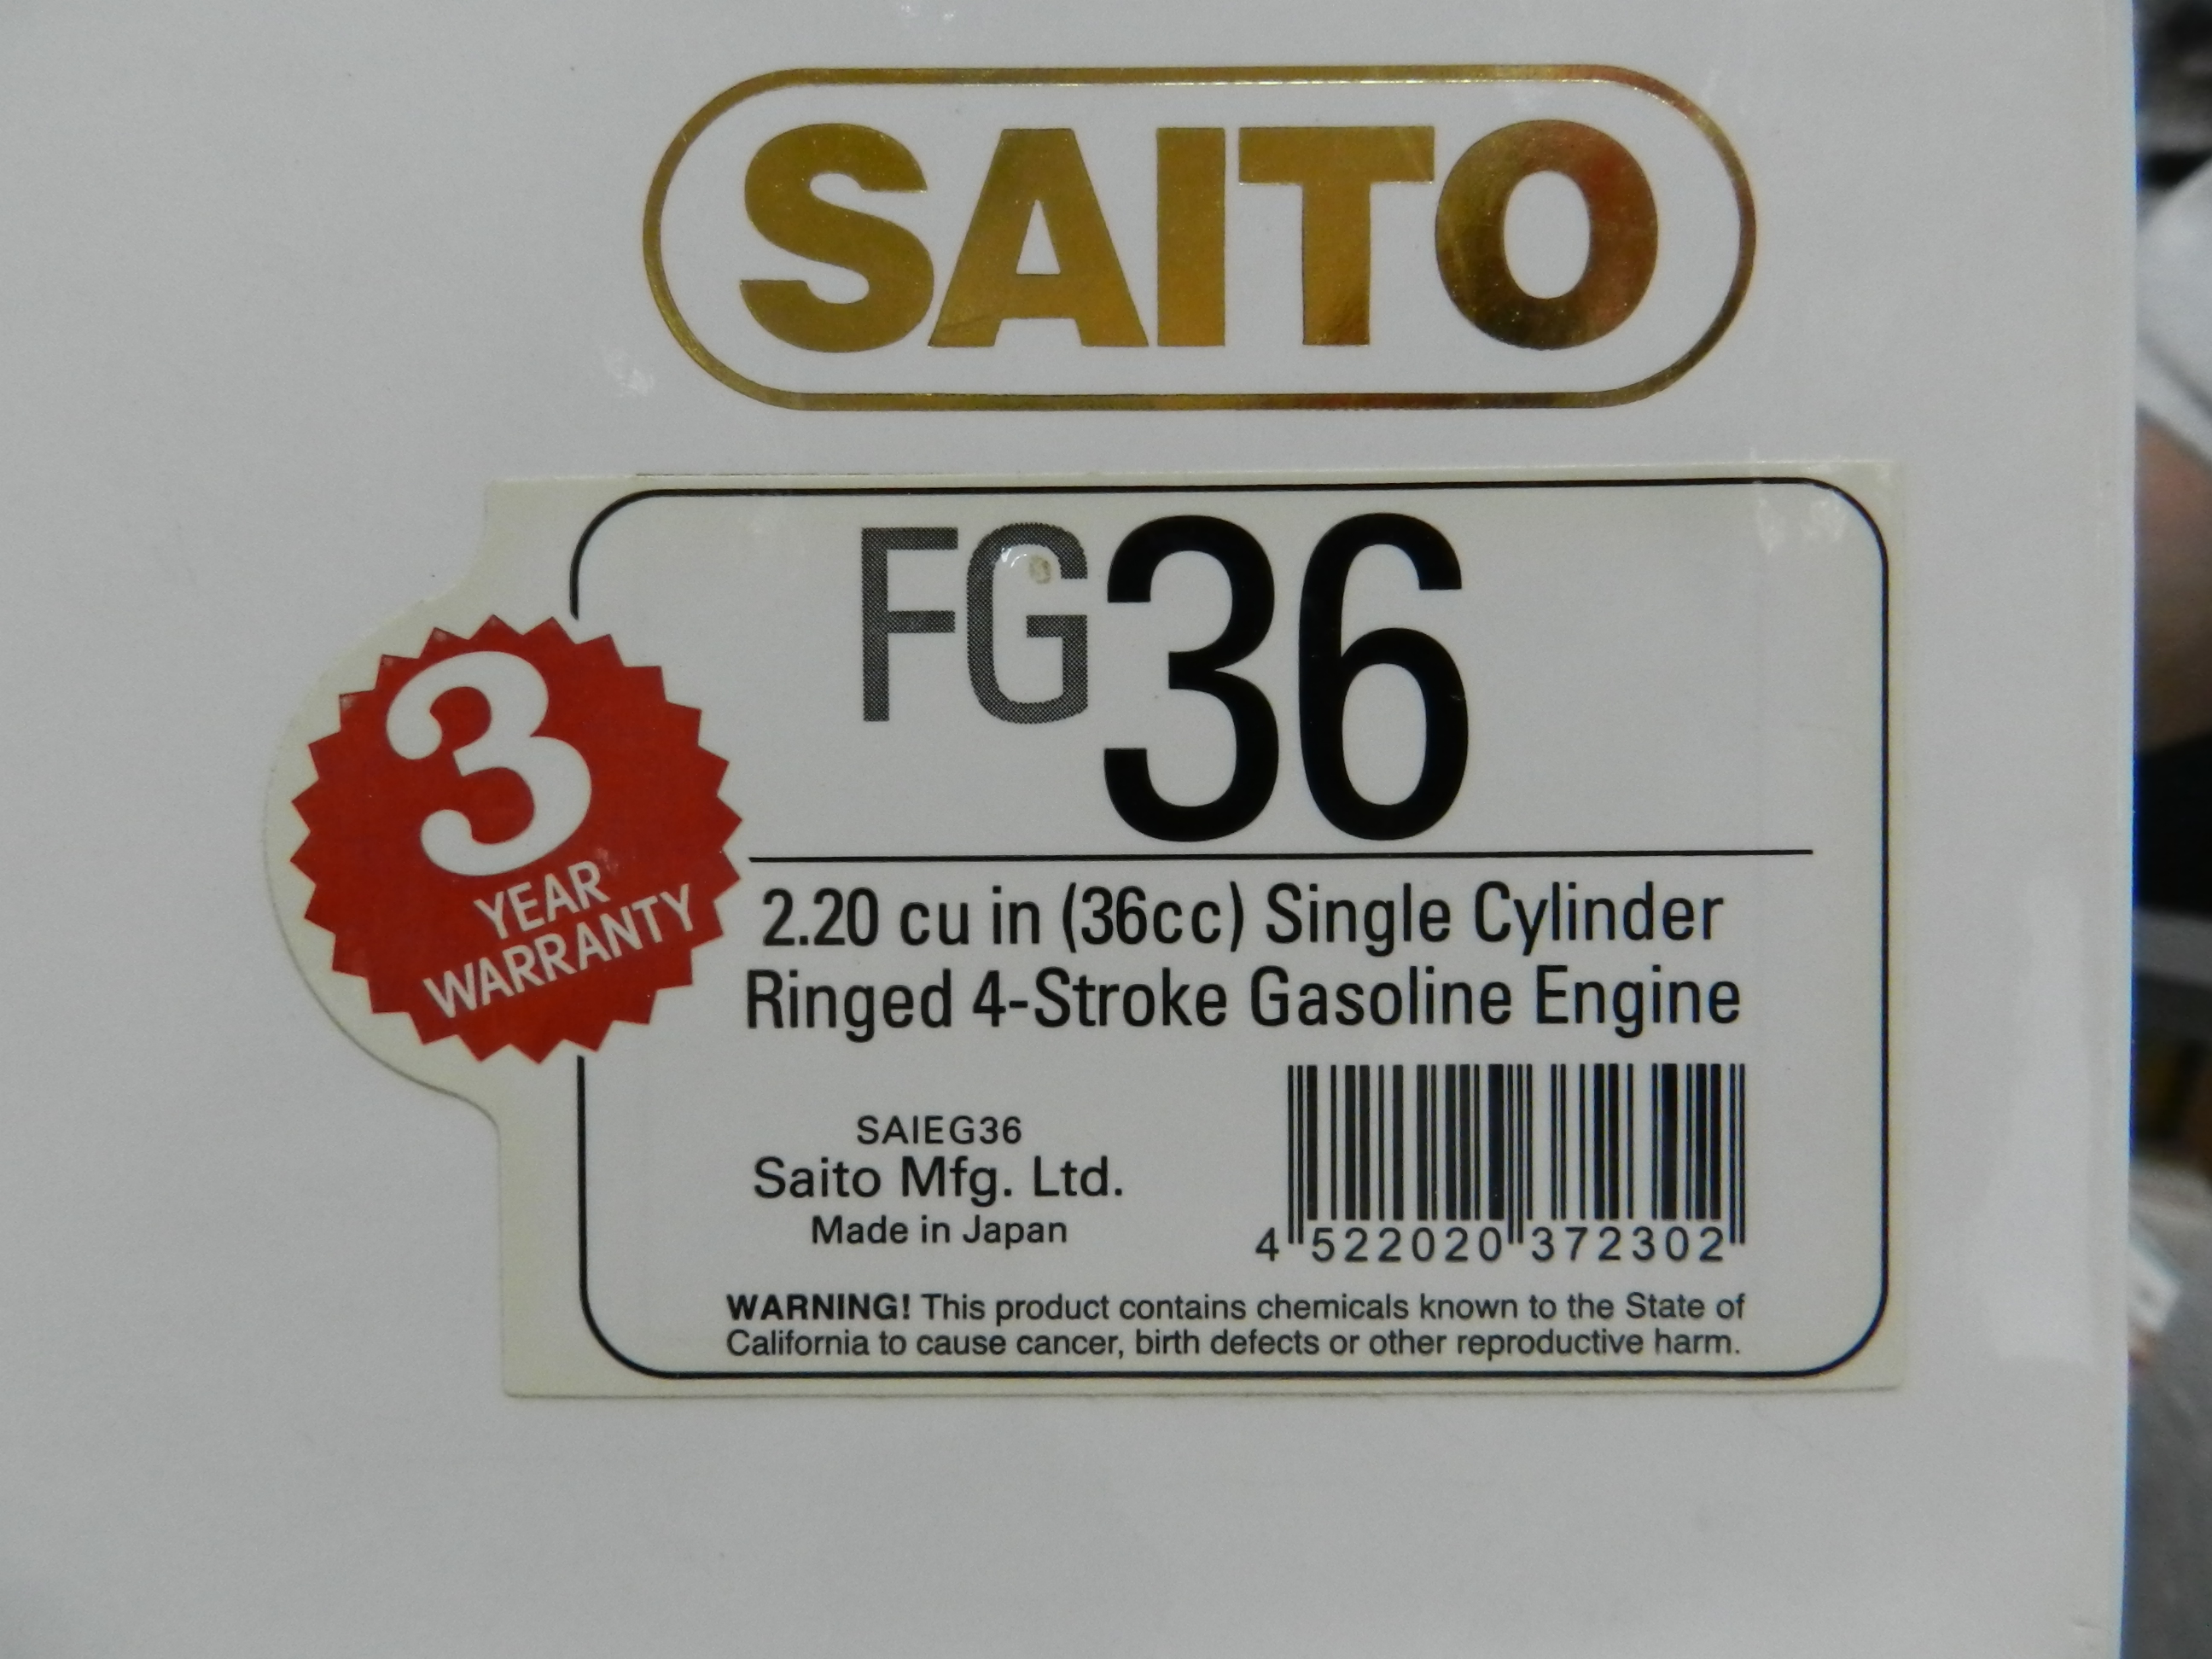 SAITO
FG36
3
YEAR
WARRANTY
2.20 cu in (36cc) Single Cylinder
Ringed 4-Stroke Gasoline Engine
SAIEG36
Saito Mfg. Ltd.
Made in Japan
4 522020 372302
WARNING! This product contains chemicals known to the State of
California to cause cancer, birth defects or other reproductive harm.